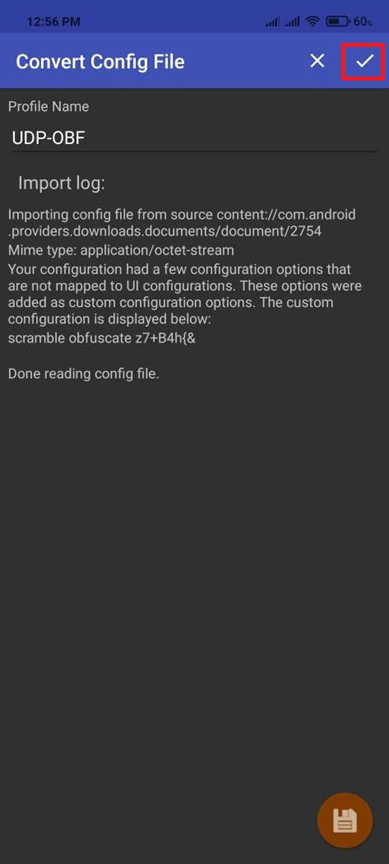 12:56 PM
60%
Convert Config File
Profile Name
UDP-OBF
Import log:
Importing config file from source content://com.android
.providers.downloads.documents/document/2754
Mime type: application/octet-stream
Your configuration had a few configuration options that
are not mapped to UI configurations. These options were
added as custom configuration options. The custom
configuration is displayed below:
scramble obfuscate z7+B4h{&
Done reading config file.